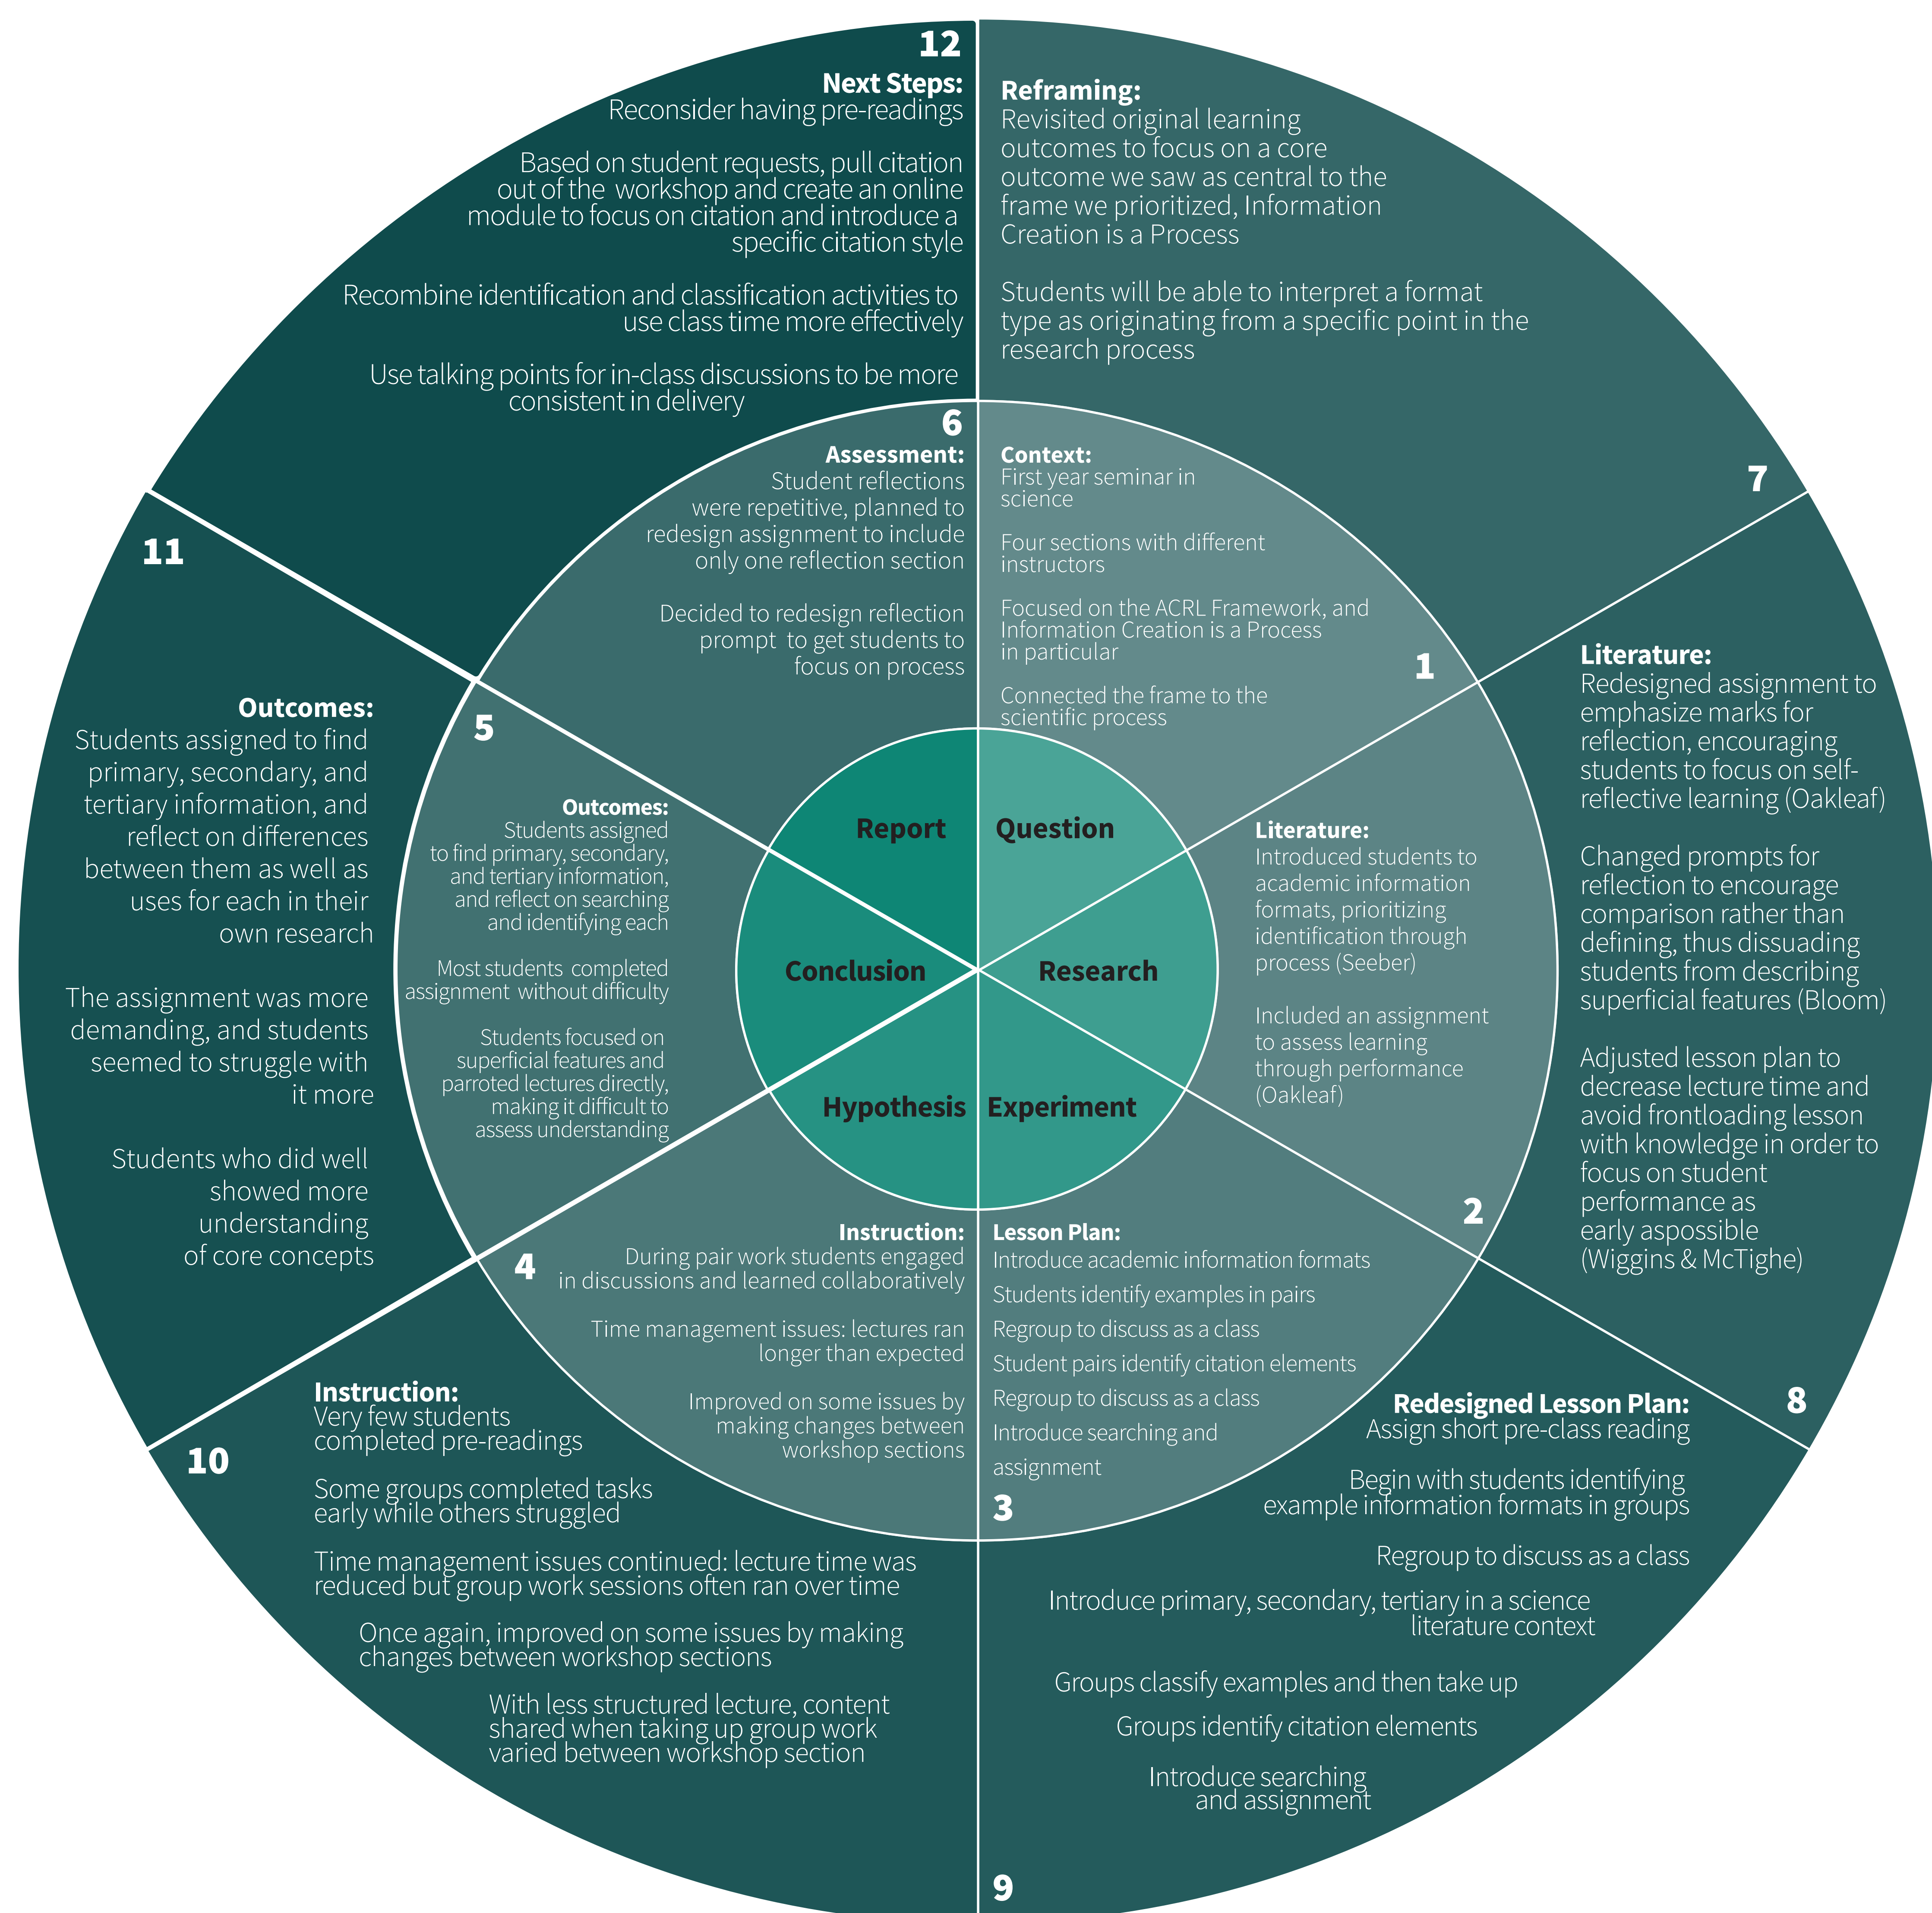 Report
Question
Research
Experiment
Hypothesis
Conclusion
Context:
First year seminar in
science
Four sections with different
instructors
Focused on the ACRL Framework, and
Information Creation is a Process
in particular
Connected the frame to the
scientific process
1
Literature:
Introduced students to
academic information
formats, prioritizing
identification through
process (Seeber)
Included an assignment
to assess learning
through performance
(Oakleaf)
2
Lesson Plan:
Introduce academic information formats
Students identify examples in pairs
Regroup to discuss as a class
Student pairs identify citation elements
Regroup to discuss as a class
Introduce searching and
assignment
3
Instruction:
During pair work students engaged
in discussions and learned collaboratively
Time management issues: lectures ran
longer than expected
Improved on some issues by
making changes between
workshop sections
4
Outcomes:
Students assigned
to find primary, secondary,
and tertiary information,
and reflect on searching
and identifying each
Most students completed
assignment without difficulty
Students focused on
superficial features and
parroted lectures directly,
making it difficult to
assess understanding
5
6
Assessment:
Student reflections
were repetitive, planned to
redesign assignment to include
only one reflection section
Decided to redesign reflection
prompt to get students to
focus on process
Reframing:
Revisited original learning
outcomes to focus on a core
outcome we saw as central to the
frame we prioritized, Information
Creation is a Process
Students will be able to interpret a format
type as originating from a specific point in the
research process
7
Literature:
Redesigned assignment to
emphasize marks for
reflection, encouraging
students to focus on self-
reflective learning (Oakleaf)
Changed prompts for
reflection to encourage
comparison rather than
defining, thus dissuading
students from describing
superficial features (Bloom)
Adjusted lesson plan to
decrease lecture time and
avoid frontloading lesson
with knowledge in order to
focus on student
performance as
early aspossible
(Wiggins & McTighe)
8
Redesigned Lesson Plan:
Assign short pre-class reading
Begin with students identifying
example information formats in groups
Regroup to discuss as a class
Introduce primary, secondary, tertiary in a science
literature context
Groups classify examples and then take up
Groups identify citation elements
Introduce searching
and assignment
9
Instruction:
Very few students
completed pre-readings
Some groups completed tasks
early while others struggled
Time management issues continued: lecture time was
reduced but group work sessions often ran over time
Once again, improved on some issues by making
changes between workshop sections
With less structured lecture, content
shared when taking up group work
varied between workshop section
10
11
Outcomes:
Students assigned to find
primary, secondary, and
tertiary information, and
reflect on differences
between them as well as
uses for each in their
own research
The assignment was more
demanding, and students
seemed to struggle with
it more
Students who did well
showed more
understanding
of core concepts
12
Next Steps:
Reconsider having pre-readings
Based on student requests, pull citation
out of the workshop and create an online
module to focus on citation and introduce a
specific citation style
Recombine identification and classification activities to
use class time more effectively
Use talking points for in-class discussions to be more
consistent in delivery